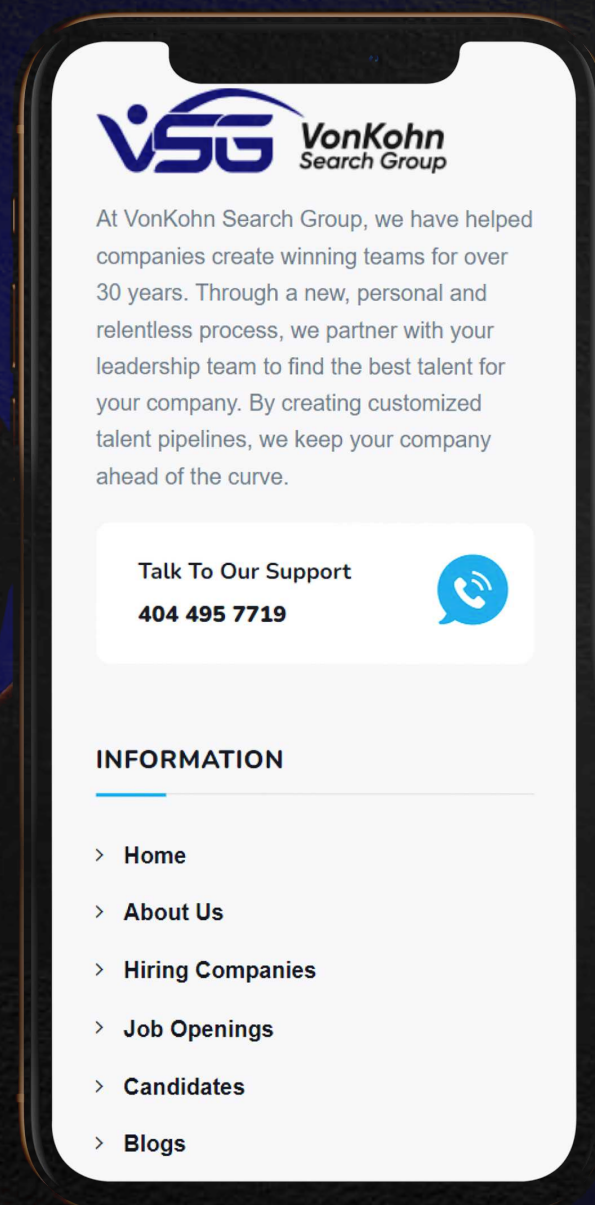 VSG VonKohn
Search Group
At VonKohn Search Group, we have helped
companies create winning teams for over
30 years. Through a new, personal and
relentless process, we partner with your
leadership team to find the best talent for
your company. By creating customized
talent pipelines, we keep your company
ahead of the curve.
Talk To Our Support
404 495 7719
INFORMATION
Home
About Us
Hiring Companies
Job Openings
Candidates
Blogs